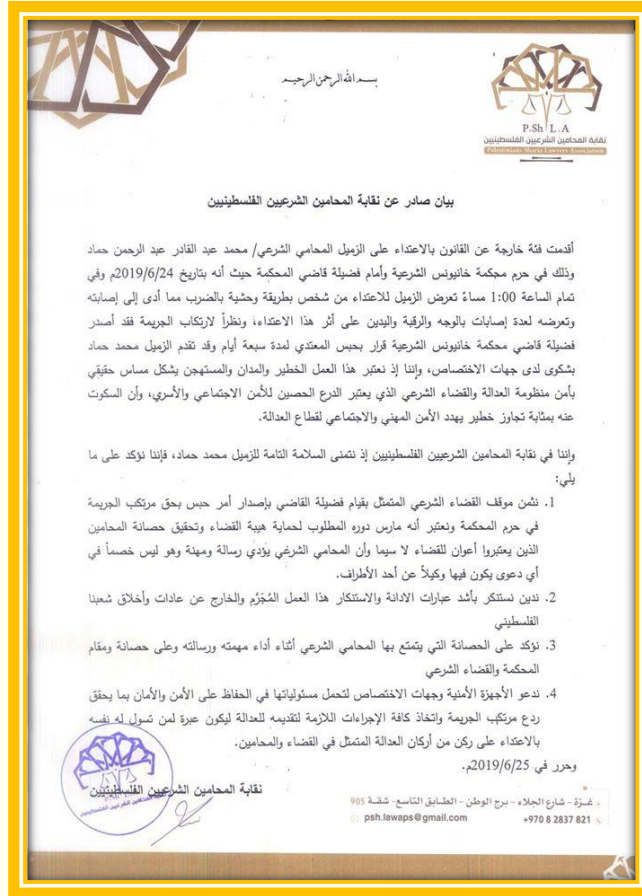 بسم الله الرحمن الرحيم
P.Sh L.A
نقابة المحامين الشرعيين الفلسطينيين
Palestinians Sharia Lawyers Association
بيان صادر عن نقابة المحامين الشرعيين الفلسطينيين
أقدمت فئة خارجة عن القانون بالاعتداء على الزميل المحامي الشرعي/ محمد عبد القادر عبد الرحمن حماد
وذلك في حرم محكمة خانيونس الشرعية وأمام فضيلة قاضي المحكمة حيث أنه بتاريخ 2019/6/24م وفي
تمام الساعة 1:00 مساءً تعرض الزميل للاعتداء من شخص بطريقة وحشية بالضرب مما أدى إلى إصابته
وتعرضه لعدة إصابات بالوجه والرقبة واليدين على أثر هذا الاعتداء، ونظراً لارتكاب الجريمة فقد أصدر
فضيلة قاضي محكمة خانيونس الشرعية قرار بحبس المعتدي لمدة سبعة أيام وقد تقدم الزميل محمد حماد
بشكوى لدى جهات الاختصاص، وإننا إذ نعتبر هذا العمل الخطير والمدان والمستهجن يشكل مساس حقيقي
بأمن منظومة العدالة والقضاء الشرعي الذي يعتبر الدرع الحصين للأمن الاجتماعي والأسري، وأن السكوت
عنه بمثابة تجاوز خطير يهدد الأمن المهني والاجتماعي لقطاع العدالة.
وإننا في نقابة المحامين الشرعيين الفلسطينيين إذ نتمنى السلامة التامة للزميل محمد حماد، فإننا نؤكد على ما
يلي:
1. نثمن موقف القضاء الشرعي المتمثل بقيام فضيلة القاضي بإصدار أمر حبس بحق مرتكب الجريمة
في حرم المحكمة ونعتبر أنه مارس دوره المطلوب لحماية هيبة القضاء وتحقيق حصانة المحامين
الذين يعتبروا أعوان للقضاء لا سيما وأن المحامي الشرعي يؤدي رسالة ومهنة وهو ليس خصماً في
أي دعوى يكون فيها وكيلاً عن أحد الأطراف.
2. ندين نستنكر بأشد عبارات الادانة والاستنكار هذا العمل المُجَرَّم والخارج عن عادات وأخلاق شعبنا
الفلسطيني
3. نؤكد على الحصانة التي يتمتع بها المحامي الشرعي أثناء أداء مهمته ورسالته وعلى حصانة ومقام
المحكمة والقضاء الشرعي
4. ندعو الأجهزة الأمنية وجهات الاختصاص لتحمل مسئولياتها في الحفاظ على الأمن والأمان بما يحقق
ردع مرتكب الجريمة واتخاذ كافة الإجراءات اللازمة لتقديمه للعدالة ليكون عبرة لمن تسول له نفسه
بالاعتداء على ركن من أركان العدالة المتمثل في القضاء والمحامين.
وحرر في 2019/6/25م.
نقابة المحامين الشرعيين الفلسطينيين
غـزة - شارع الجلاء - برج الوطن - الطـابق التاسع- شقـة 905
psh.lawaps@gmail.com +970 8 2837 821